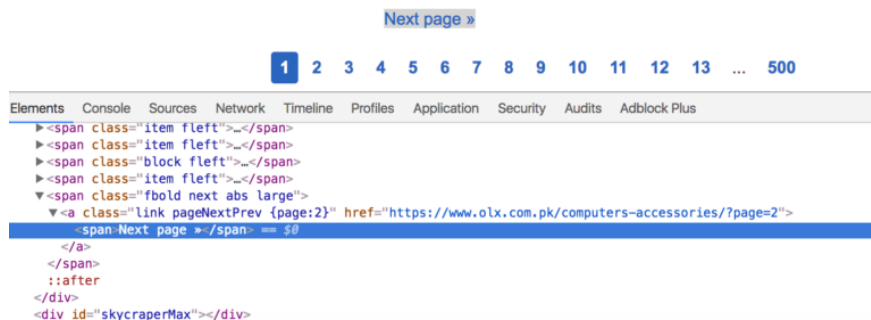 Next page »
1 2 3 4 5 6 7 8 9 10 11 12 13 ... 500
Elements Console Sources Network Timeline Profiles Application Security Audits Adblock Plus
▶<span class="item fleft">…</span>
▶<span class="item fleft">…</span>
▶<span class="block fleft">…</span>
▶<span class="item fleft">…</span>
▼<span class="fbold next abs large">
▼<a class="link pageNextPrev {page:2}" href="https://www.olx.com.pk/computers-accessories/?page=2">
<span>Next page »</span> == $0
</a>
</span>
::after
</div>
<div id="skycraperMax"></div>